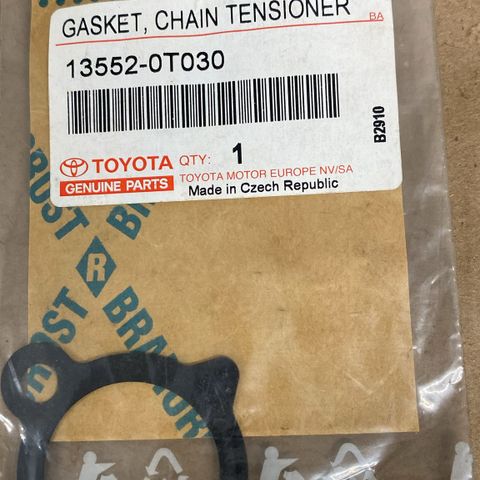 GASKET, CHAIN TENSIONER
BA
13552-0T030
B2910
TOYOTA
GENUINE PARTS
QTY: 1
TOYOTA MOTOR EUROPE NV/SA
Made in Czech Republic
R